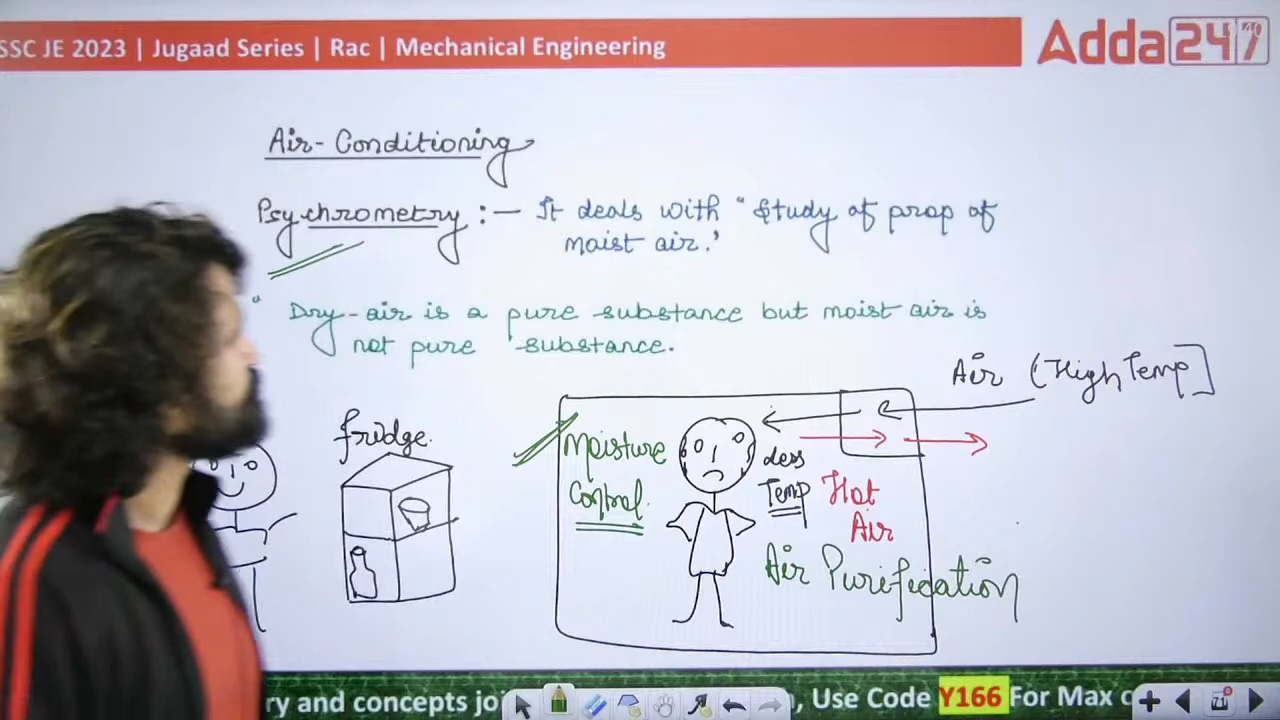 SSC JE 2023 | Jugaad Series | Rac | Mechanical Engineering
Adda247
Air-Conditioning
Psychrometry :- It deals with "Study of prop of
moist air."
" Dry-air is a pure substance but moist air is
not pure substance.
Air (High Temp]
fridge.
Moisture
Control
less
Temp
Hot
Air
Air Purification
ry and concepts joi
, Use Code Y166 For Max